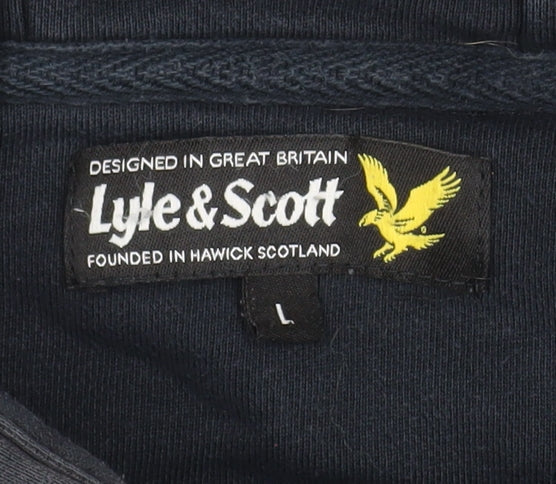 DESIGNED IN GREAT BRITAIN
Lyle & Scott
FOUNDED IN HAWICK SCOTLAND
L